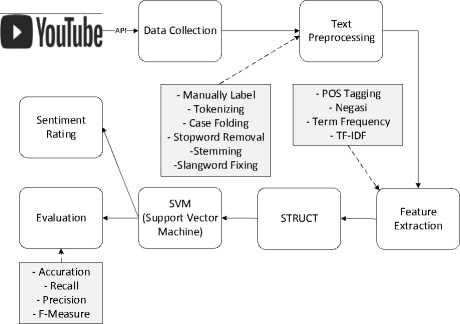 YouTube
API
Data Collection
Text
Preprocessing
- Manually Label
- Tokenizing
- Case Folding
- Stopword Removal
-Stemming
-Slangword Fixing
- POS Tagging
- Negasi
- Term Frequency
- TF-IDF
Sentiment
Rating
Evaluation
SVM
(Support Vector
Machine)
STRUCT
Feature
Extraction
- Accuration
- Recall
- Precision
- F-Measure